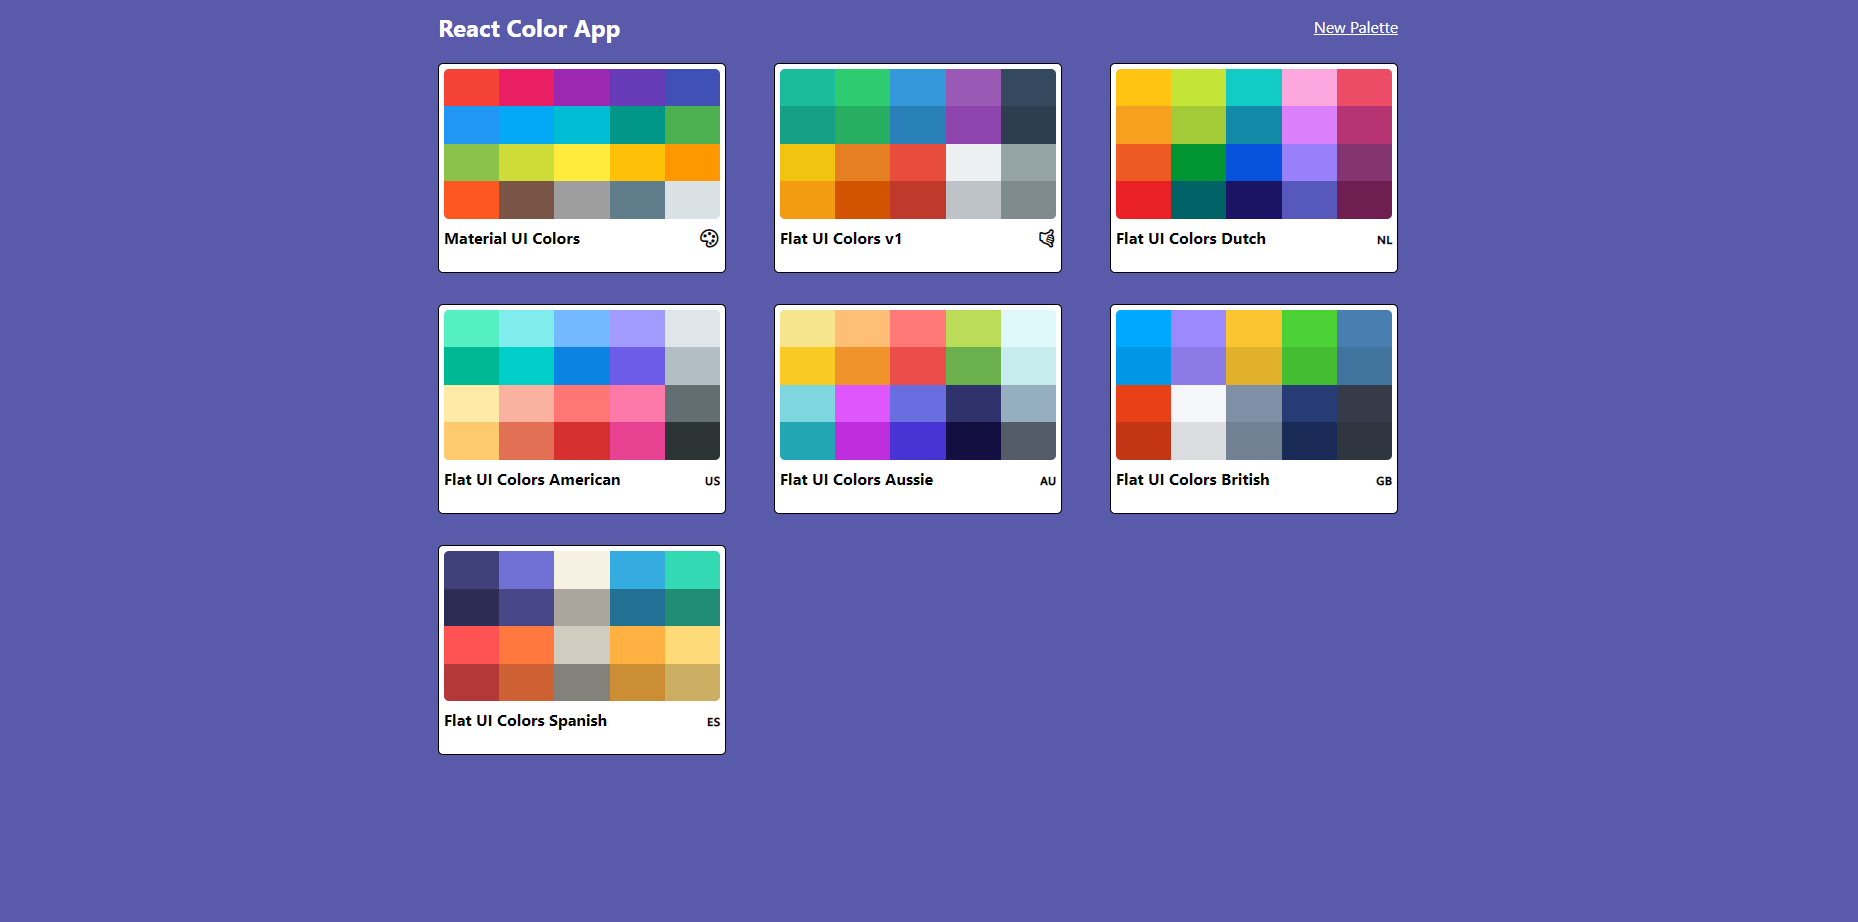 React Color App
New Palette
Material UI Colors
Flat UI Colors v1
Flat UI Colors Dutch NL
Flat UI Colors American US
Flat UI Colors Aussie AU
Flat UI Colors British GB
Flat UI Colors Spanish ES